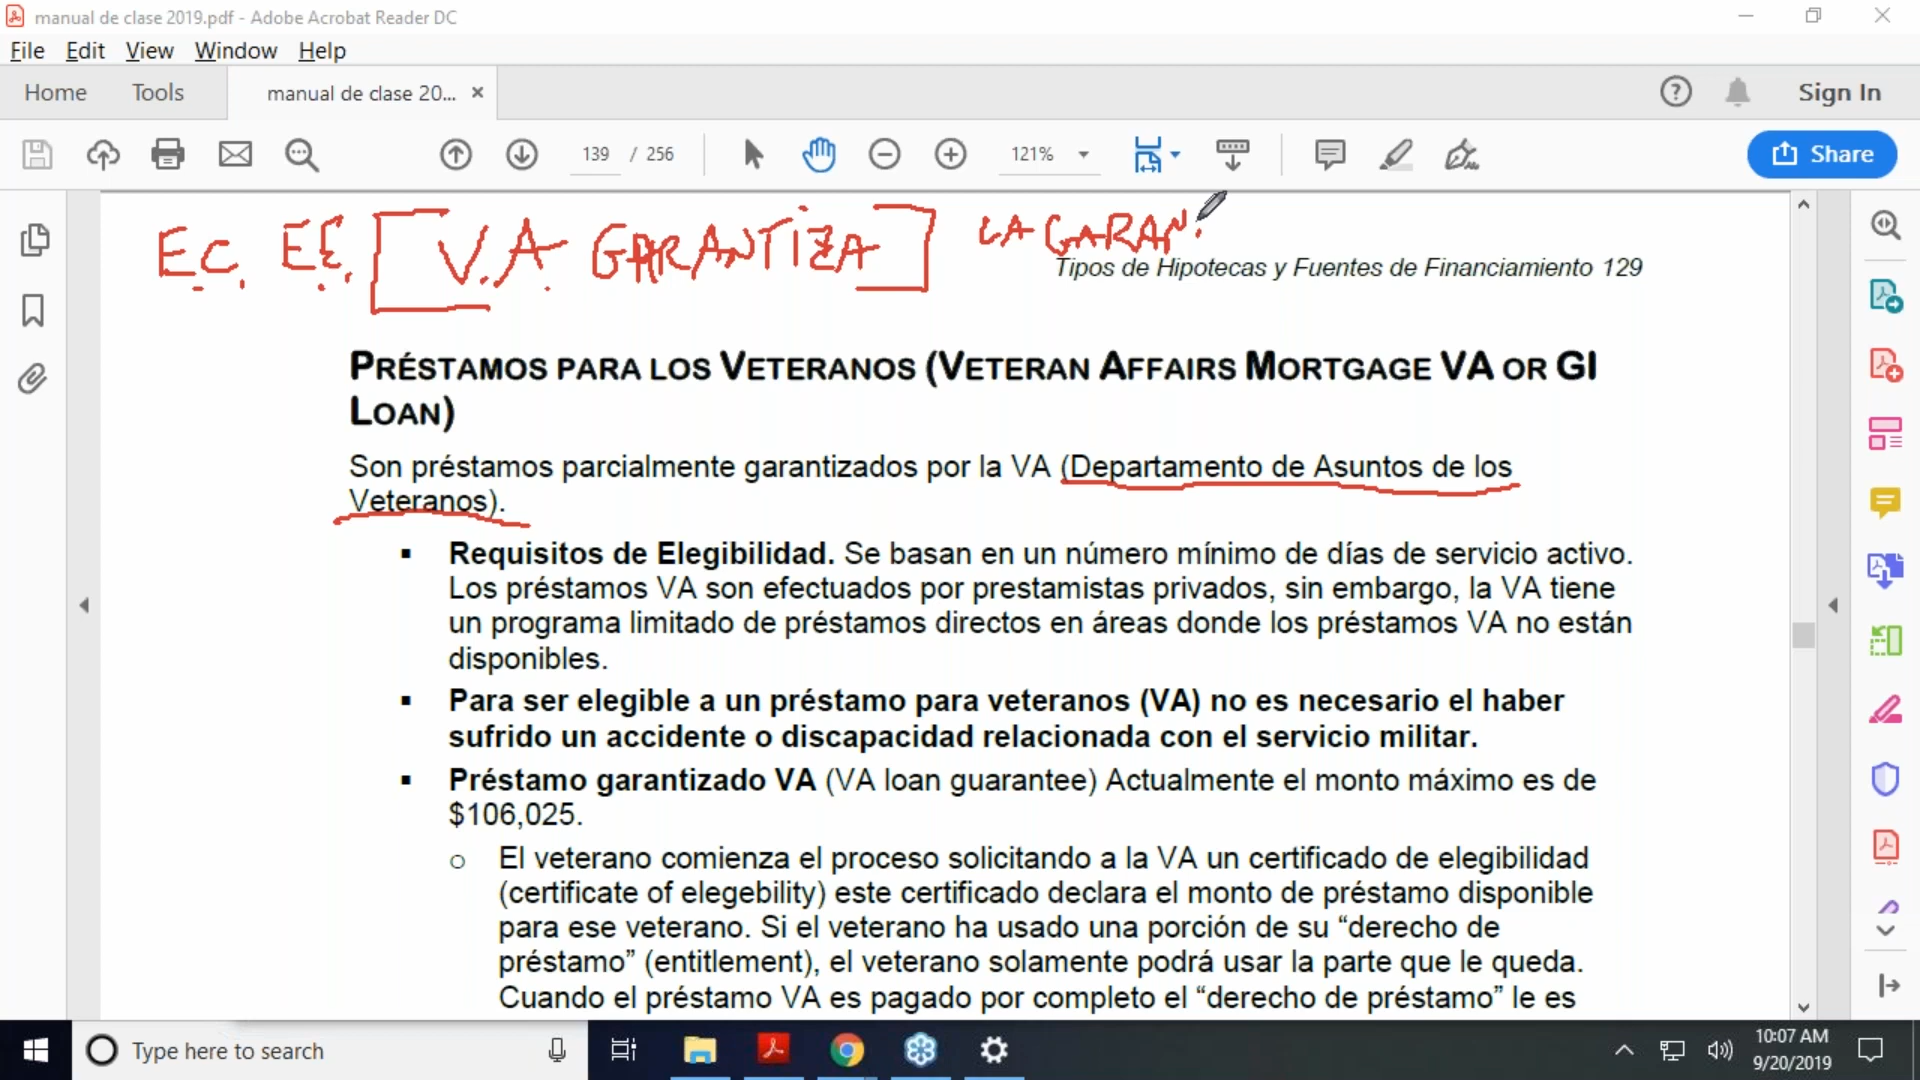 manual de clase 2019.pdf - Adobe Acrobat Reader DC
File Edit View Window Help
Home Tools manual de clase 20... × Sign In
139 / 256 121% Share
E.C. E.E. V.A GARANTIZA LA GARAN
Tipos de Hipotecas y Fuentes de Financiamiento 129
PRÉSTAMOS PARA LOS VETERANOS (VETERAN AFFAIRS MORTGAGE VA OR GI
LOAN)
Son préstamos parcialmente garantizados por la VA (Departamento de Asuntos de los
Veteranos).
▪ Requisitos de Elegibilidad. Se basan en un número mínimo de días de servicio activo.
Los préstamos VA son efectuados por prestamistas privados, sin embargo, la VA tiene
un programa limitado de préstamos directos en áreas donde los préstamos VA no están
disponibles.
▪ Para ser elegible a un préstamo para veteranos (VA) no es necesario el haber
sufrido un accidente o discapacidad relacionada con el servicio militar.
▪ Préstamo garantizado VA (VA loan guarantee) Actualmente el monto máximo es de
$106,025.
o El veterano comienza el proceso solicitando a la VA un certificado de elegibilidad
(certificate of elegebility) este certificado declara el monto de préstamo disponible
para ese veterano. Si el veterano ha usado una porción de su “derecho de
préstamo” (entitlement), el veterano solamente podrá usar la parte que le queda.
Cuando el préstamo VA es pagado por completo el “derecho de préstamo” le es
Type here to search
10:07 AM
9/20/2019